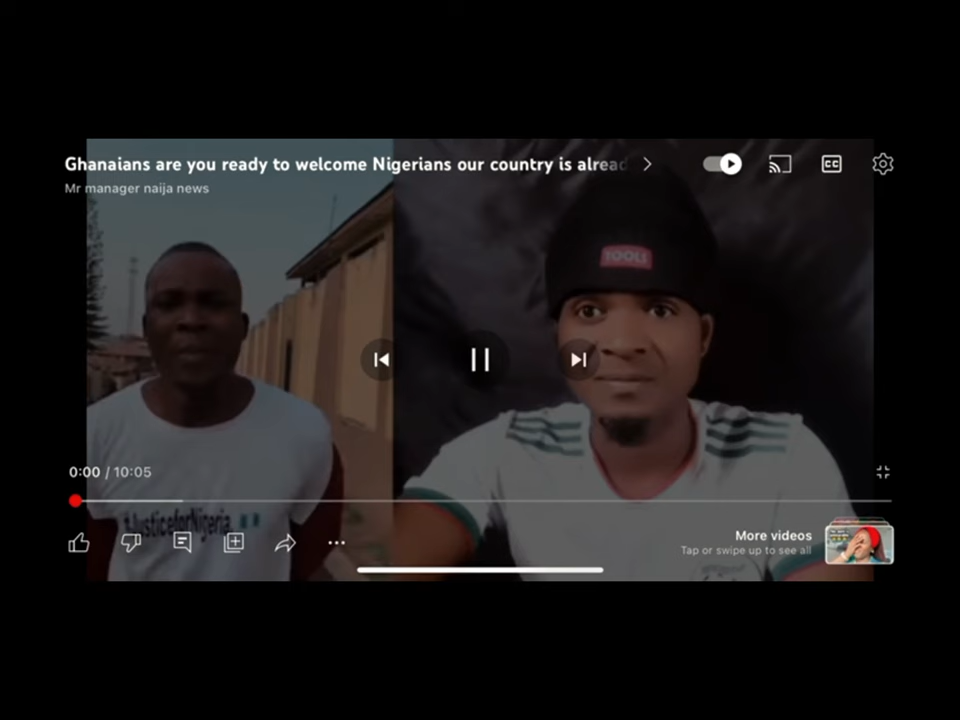 Ghanaians are you ready to welcome Nigerians our country is alread
Mr manager naija news
CC
TOOLS
0:00 / 10:05
#JusticeforNigeria
More videos
Tap or swipe up to see all